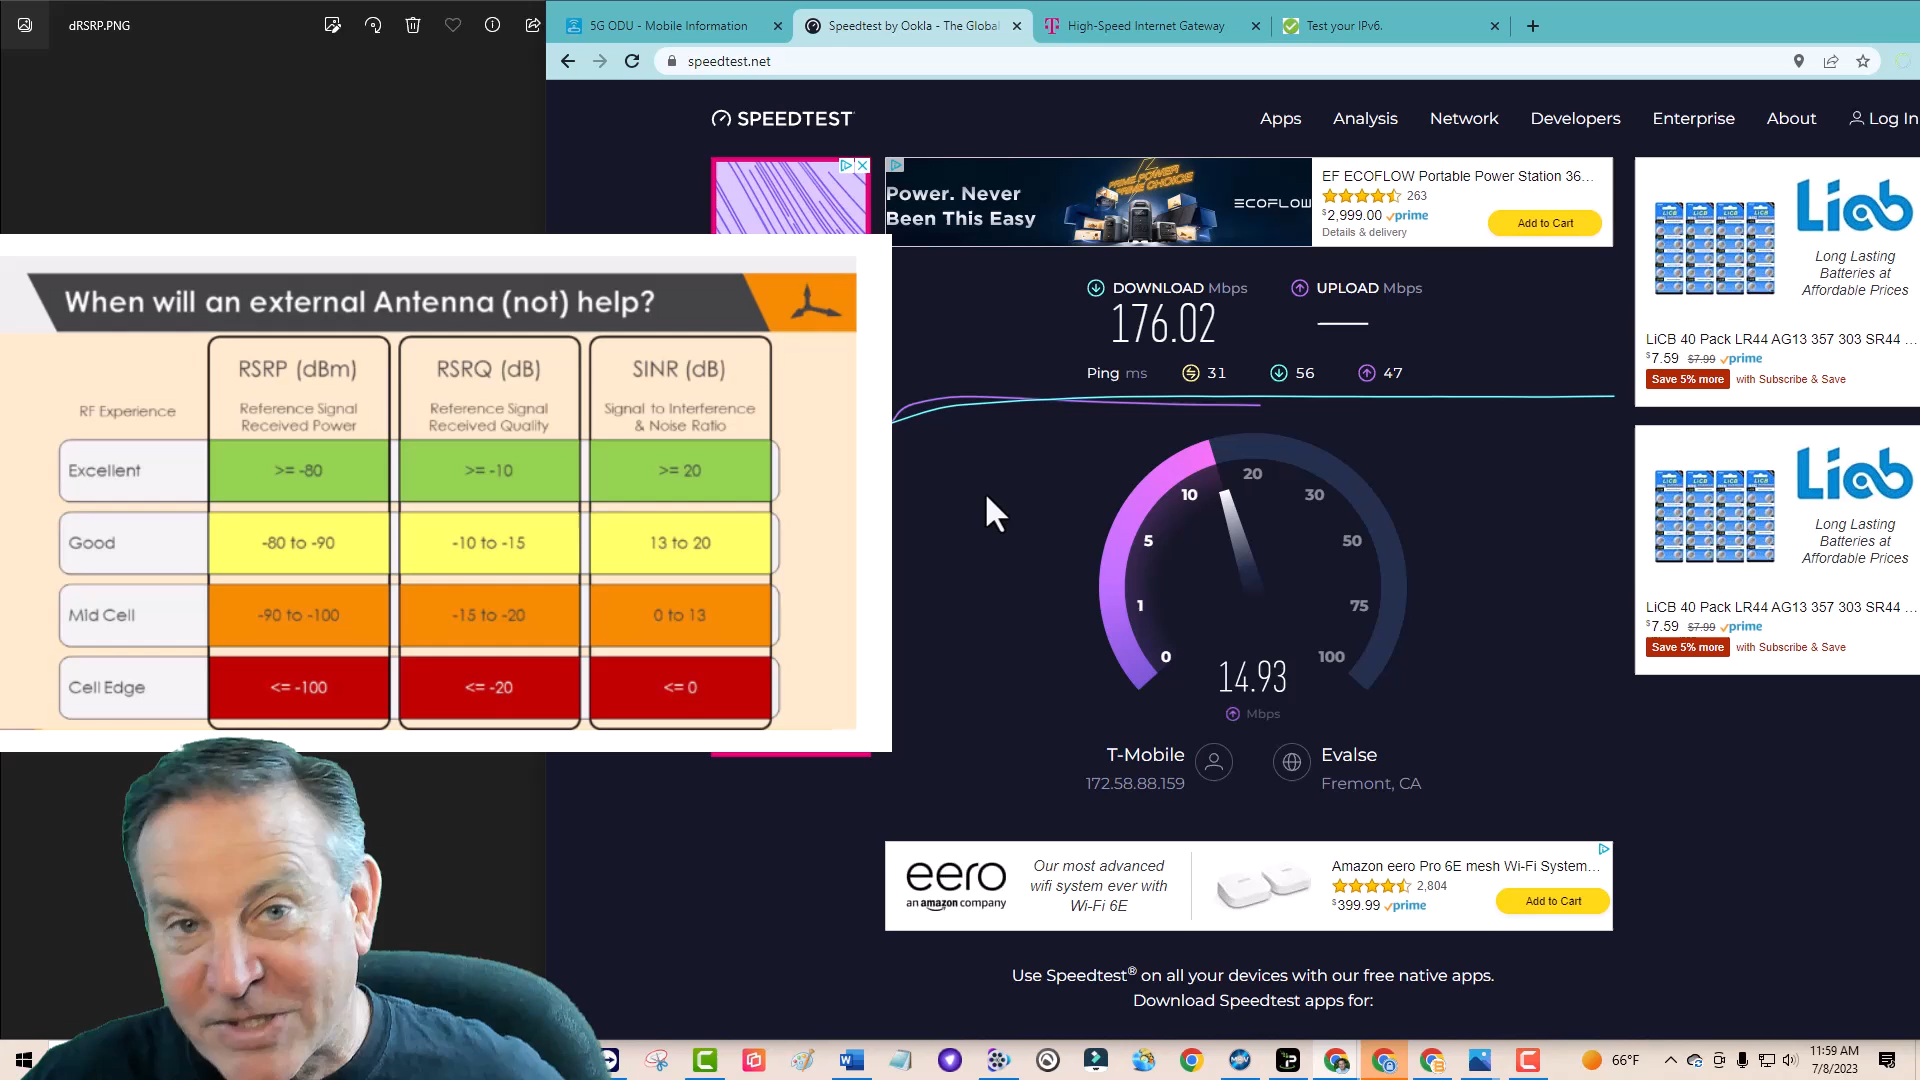 dRSRP.PNG
5G ODU - Mobile Information
Speedtest by Ookla - The Global
High-Speed Internet Gateway
Test your IPv6.
speedtest.net
SPEEDTEST
Apps
Analysis
Network
Developers
Enterprise
About
Log In
Power. Never
Been This Easy
PRIME POWER
PRIME CHOICE
ECOFLOW
EF ECOFLOW Portable Power Station 36...
263
$2,999.00 prime
Details & delivery
Add to Cart
LiCB
Long Lasting
Batteries at
Affordable Prices
LiCB 40 Pack LR44 AG13 357 303 SR44 ...
$7.59 $7.99 prime
Save 5% more with Subscribe & Save
LiCB
Long Lasting
Batteries at
Affordable Prices
LiCB 40 Pack LR44 AG13 357 303 SR44 ...
$7.59 $7.99 prime
Save 5% more with Subscribe & Save
When will an external Antenna (not) help?
RF Experience
RSRP (dBm)
Reference Signal
Received Power
RSRQ (dB)
Reference Signal
Received Quality
SINR (dB)
Signal to Interference
& Noise Ratio
Excellent >= -80 >= -10 >= 20
Good -80 to -90 -10 to -15 13 to 20
Mid Cell -90 to -100 -15 to -20 0 to 13
Cell Edge <= -100 <= -20 <= 0
DOWNLOAD Mbps
176.02
UPLOAD Mbps
Ping ms 31 56 47
0
1
5
10
20
30
50
75
100
14.93
Mbps
T-Mobile
172.58.88.159
Evalse
Fremont, CA
eero
an amazon company
Our most advanced
wifi system ever with
Wi-Fi 6E
Amazon eero Pro 6E mesh Wi-Fi System...
2,804
$399.99 prime
Add to Cart
Use Speedtest® on all your devices with our free native apps.
Download Speedtest apps for:
66°F
11:59 AM
7/8/2023